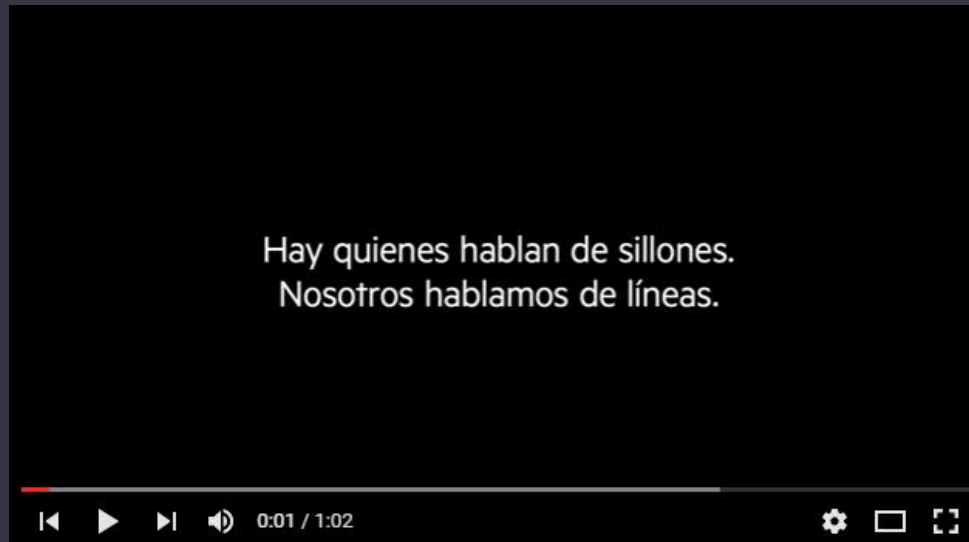 Hay quienes hablan de sillones.
Nosotros hablamos de líneas.
0:01 / 1:02